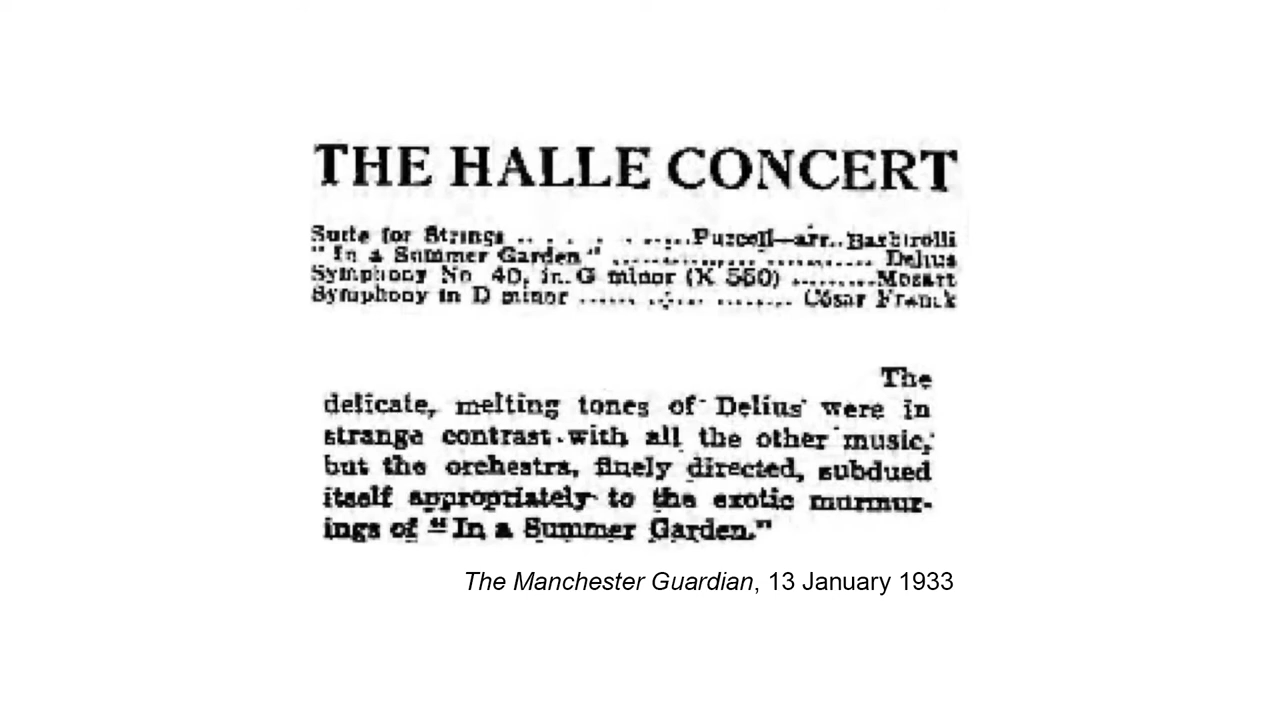 THE HALLE CONCERT
Suite for Strings .. . . . . ......Purcell—arr. Barbirolli
"In a Summer Garden" ........................... Delius
Symphony No 40, in G minor (K 550) .........Mozart
Symphony in D minor ...... ..... ........ César Franck
The
delicate, melting tones of Delius were in
strange contrast with all the other music,
but the orchestra, finely directed, subdued
itself appropriately to the exotic murmur-
ings of "In a Summer Garden."
The Manchester Guardian, 13 January 1933